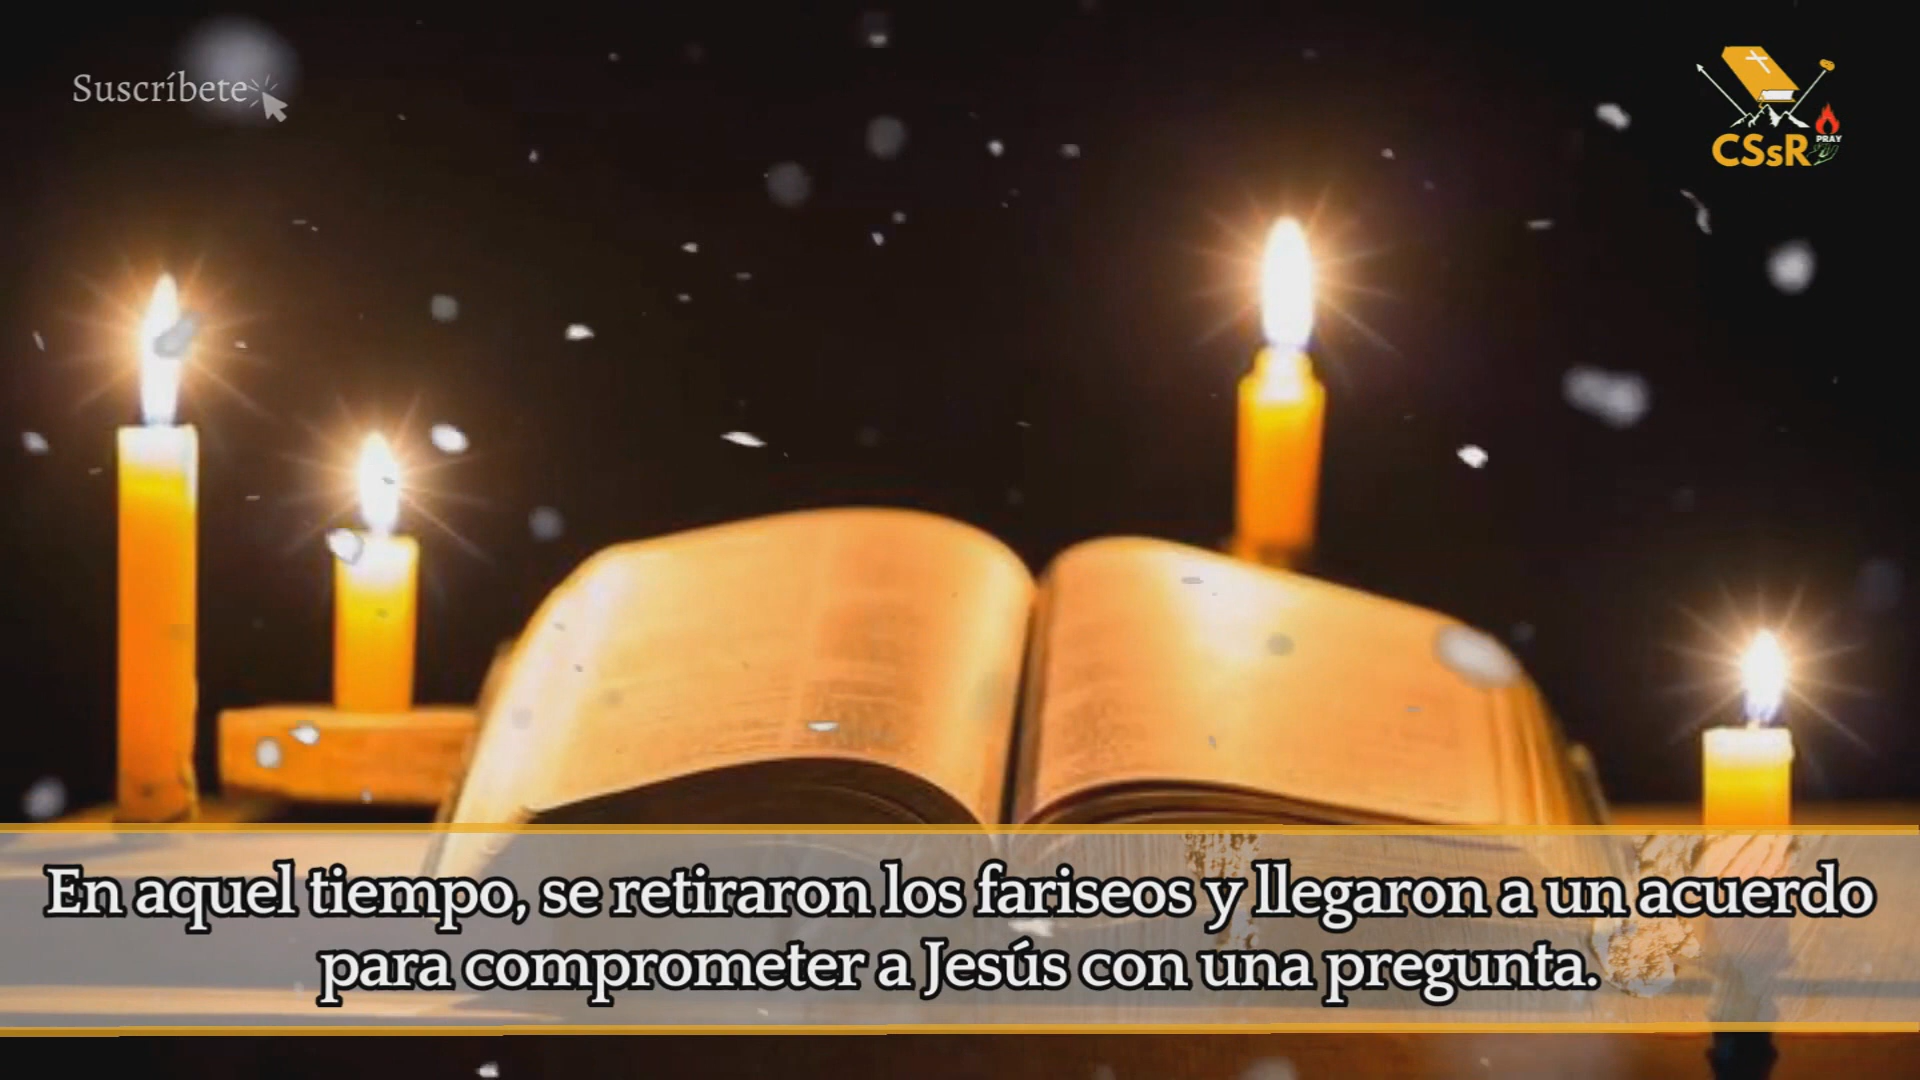 Suscríbete
CSsR
PRAY
En aquel tiempo, se retiraron los fariseos y llegaron a un acuerdo
para comprometer a Jesús con una pregunta.